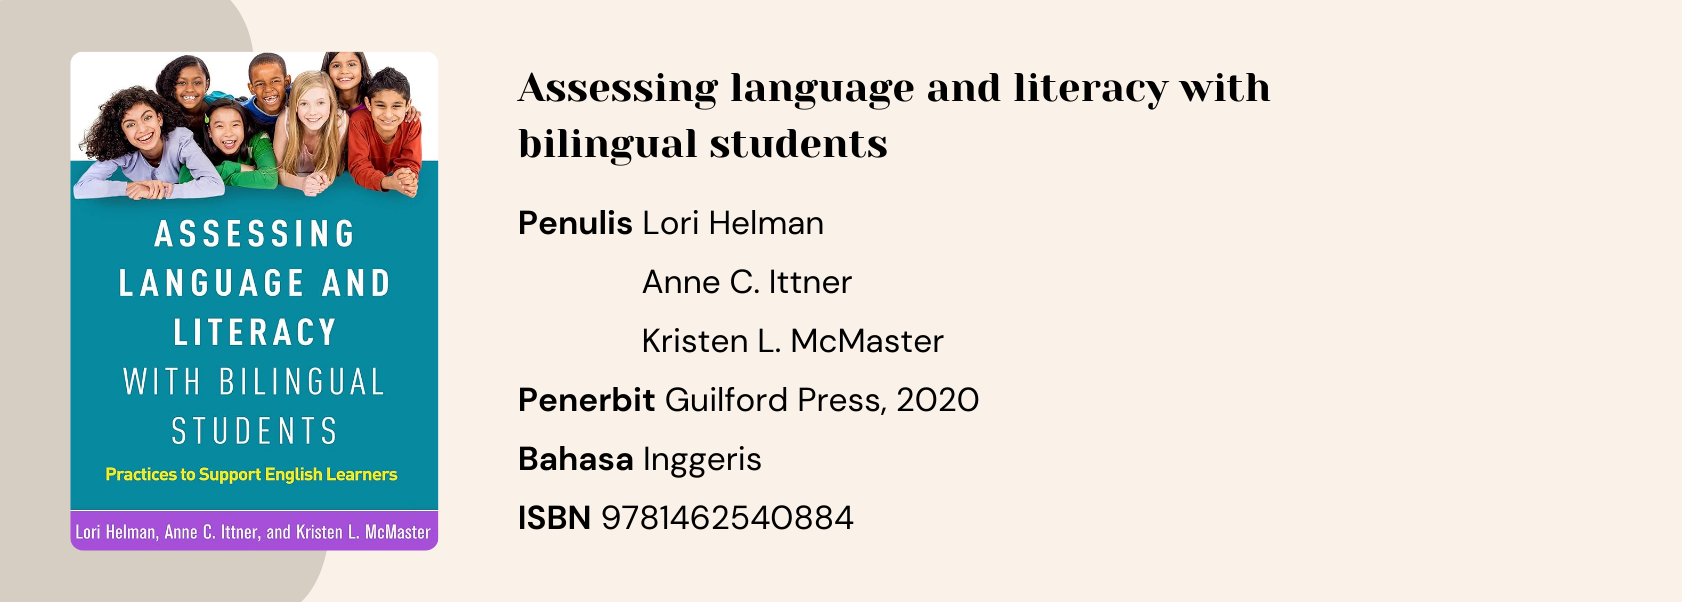 ASSESSING
LANGUAGE AND
LITERACY
WITH BILINGUAL
STUDENTS
Practices to Support English Learners
Lori Helman, Anne C. Ittner, and Kristen L. McMaster
Assessing language and literacy with
bilingual students
Penulis Lori Helman
Anne C. Ittner
Kristen L. McMaster
Penerbit Guilford Press, 2020
Bahasa Inggeris
ISBN 9781462540884